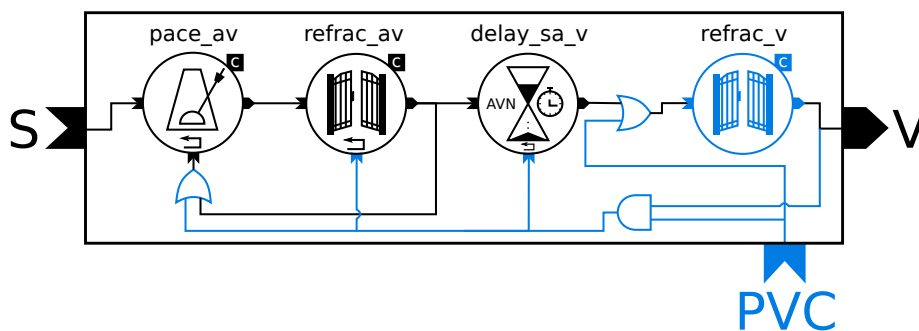 pace_av refrac_av delay_sa_v refrac_v
C C C
S AVN V
PVC